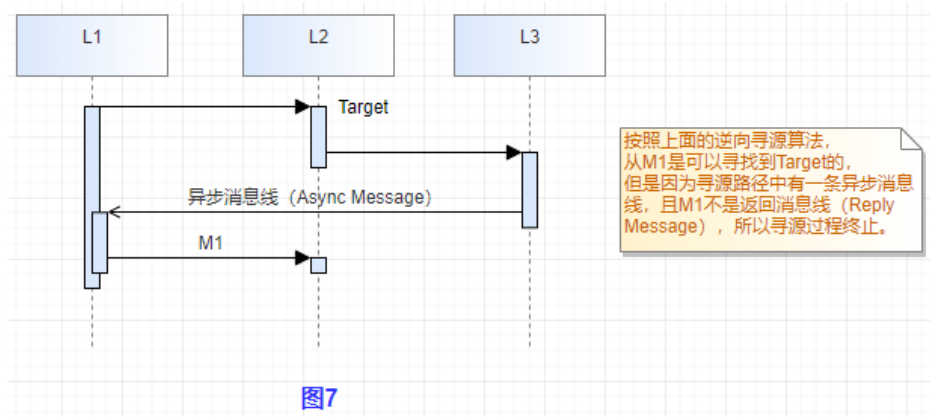 L1
L2
L3
Target
按照上面的逆向寻源算法，
从M1是可以寻找到Target的，
但是因为寻源路径中有一条异步消息
线，且M1不是返回消息线（Reply
Message），所以寻源过程终止。
异步消息线（Async Message）
M1
图7